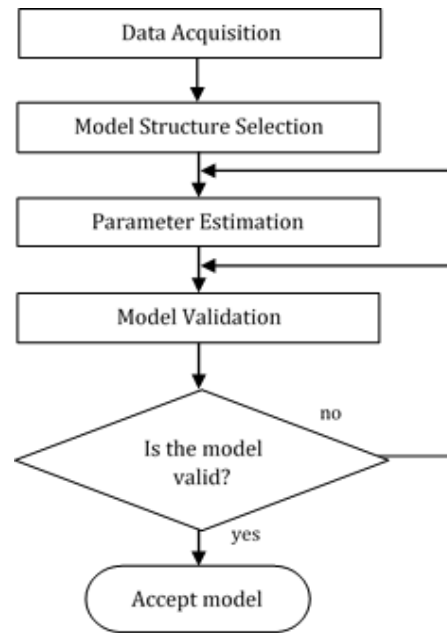 Data Acquisition
Model Structure Selection
Parameter Estimation
Model Validation
no
Is the model
valid?
yes
Accept model